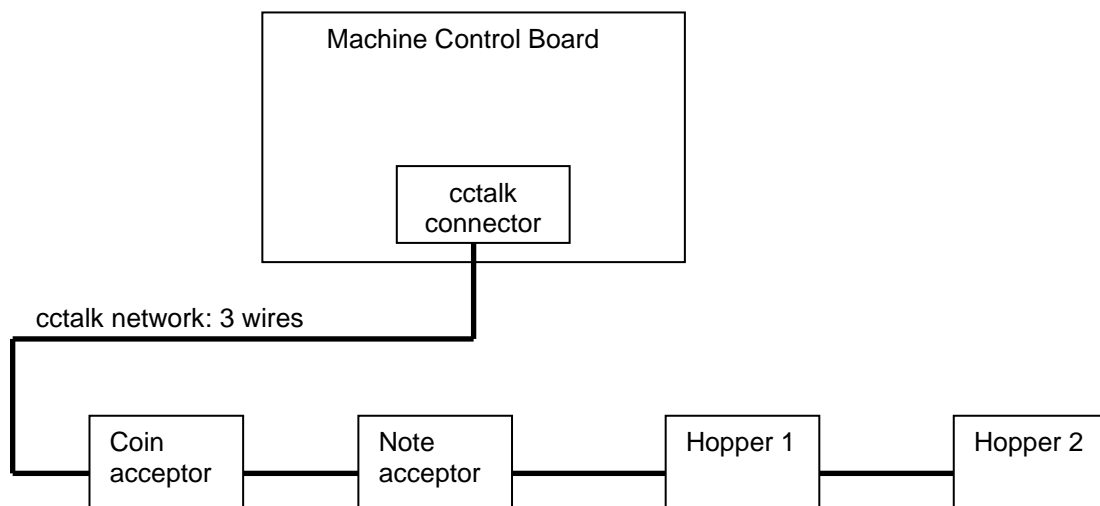 Machine Control Board
cctalk
connector
cctalk network: 3 wires
Coin
acceptor
Note
acceptor
Hopper 1
Hopper 2